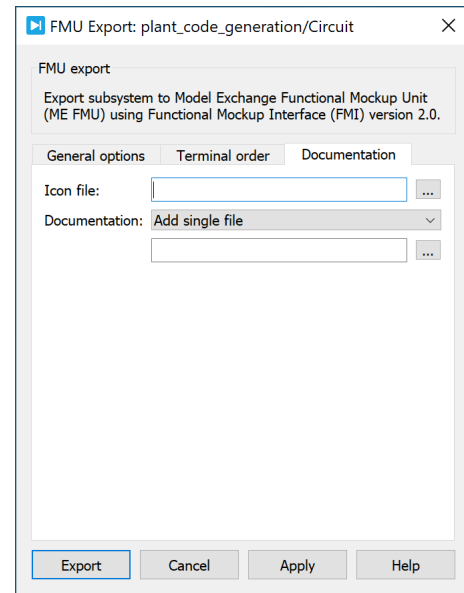 FMU Export: plant_code_generation/Circuit
FMU export
Export subsystem to Model Exchange Functional Mockup Unit
(ME FMU) using Functional Mockup Interface (FMI) version 2.0.
General options Terminal order Documentation
Icon file: ...
Documentation: Add single file
...
Export Cancel Apply Help